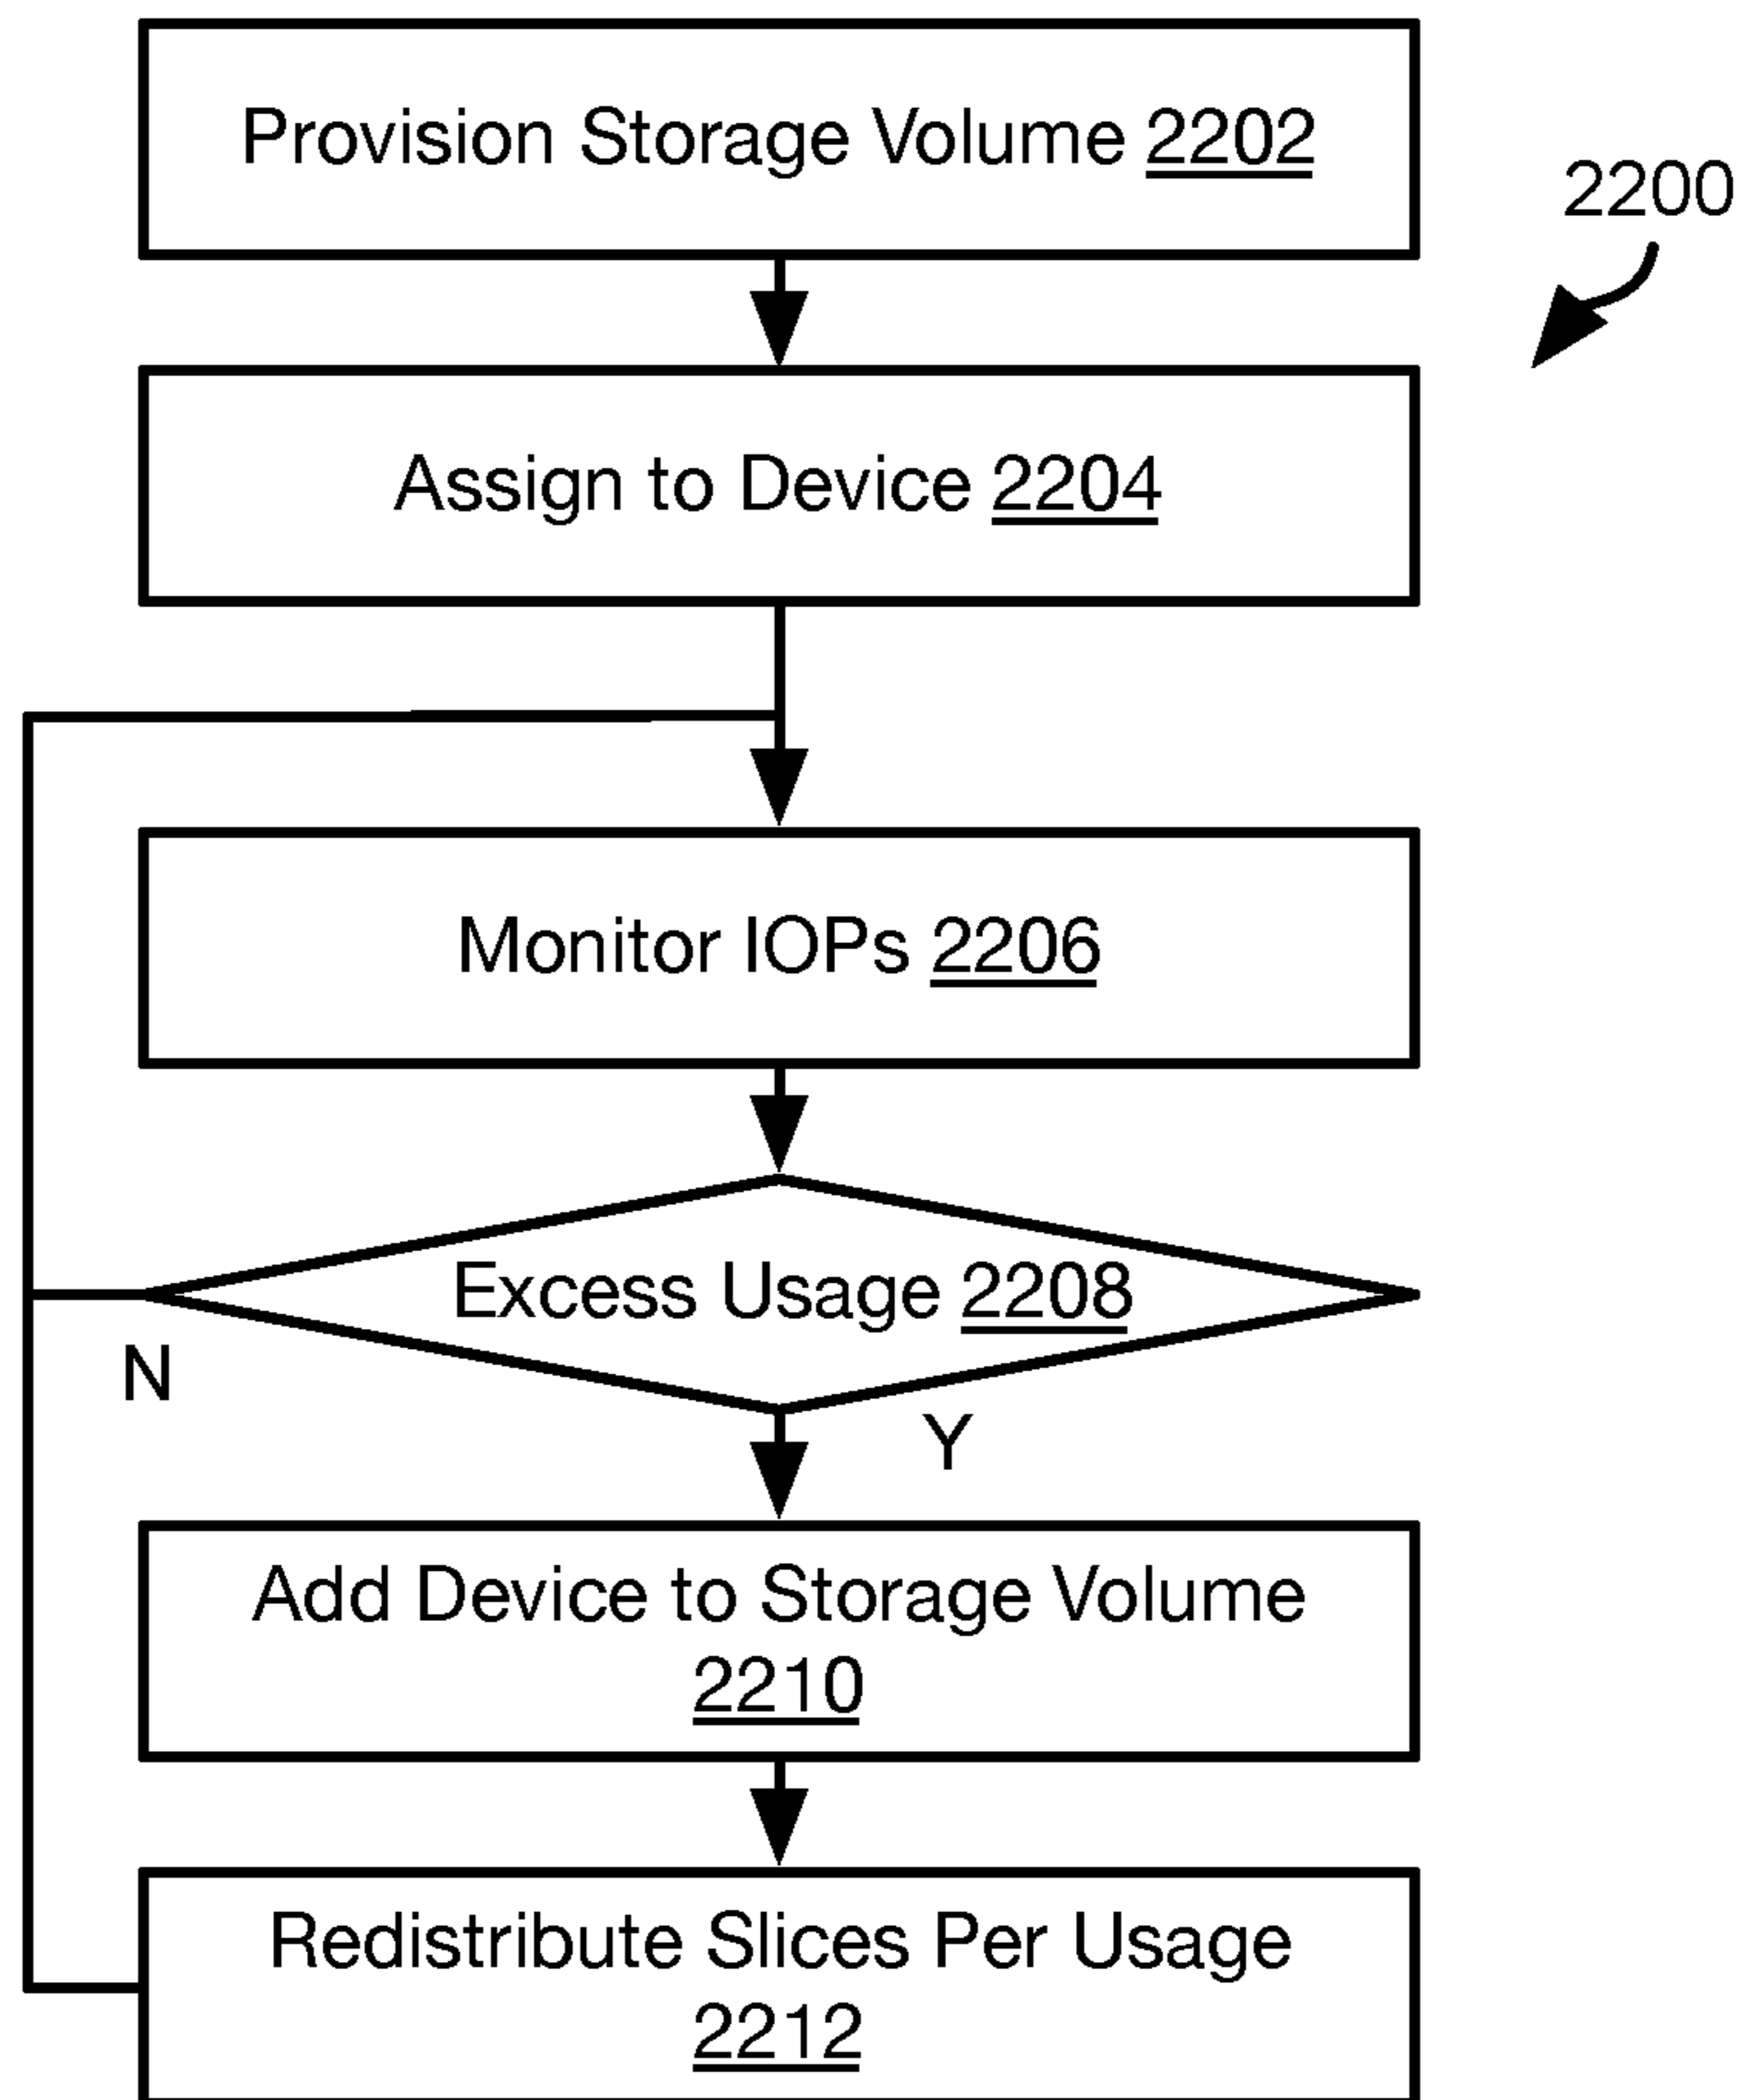 Provision Storage Volume 2202
2200
Assign to Device 2204
Monitor IOPs 2206
Excess Usage 2208
N
Y
Add Device to Storage Volume
2210
Redistribute Slices Per Usage
2212